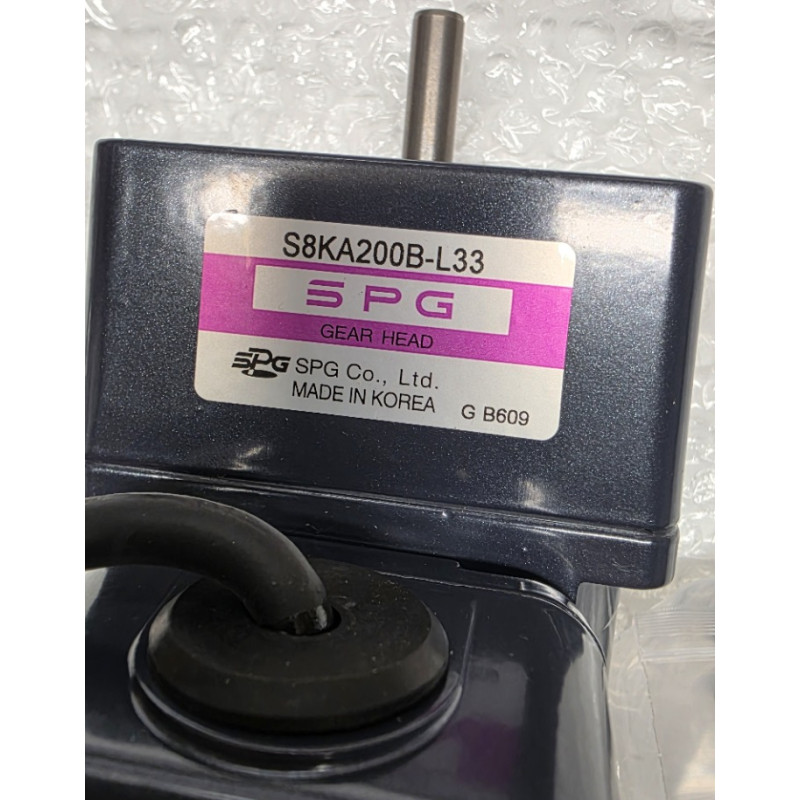 S8KA200B-L33
SPG
GEAR HEAD
SPG SPG Co., Ltd.
MADE IN KOREA G B609